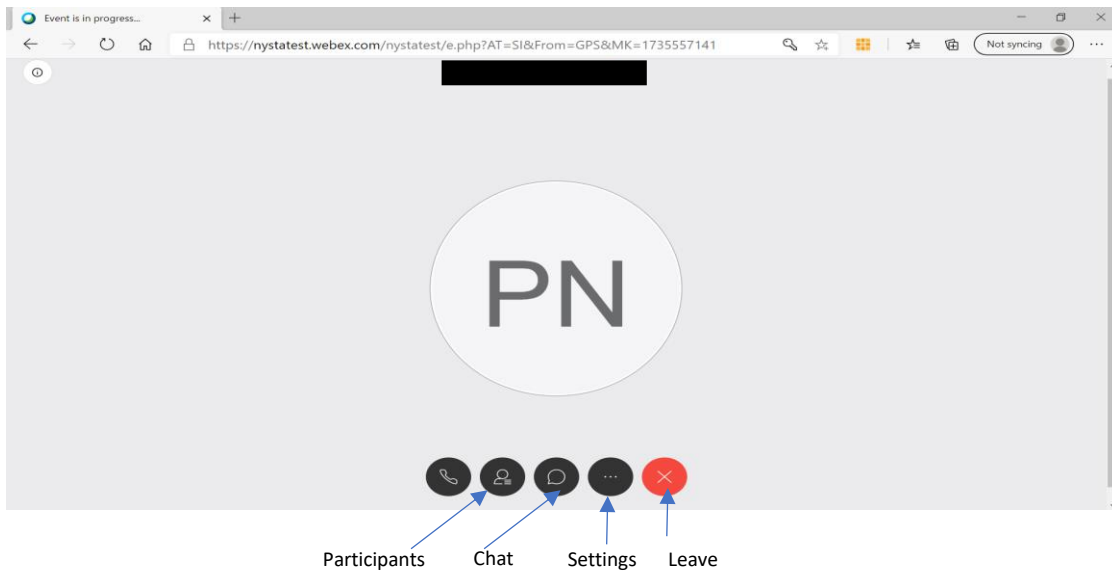 Event is in progress...
https://nystatest.webex.com/nystatest/e.php?AT=SI&From=GPS&MK=1735557141
Not syncing
PN
Participants Chat Settings Leave